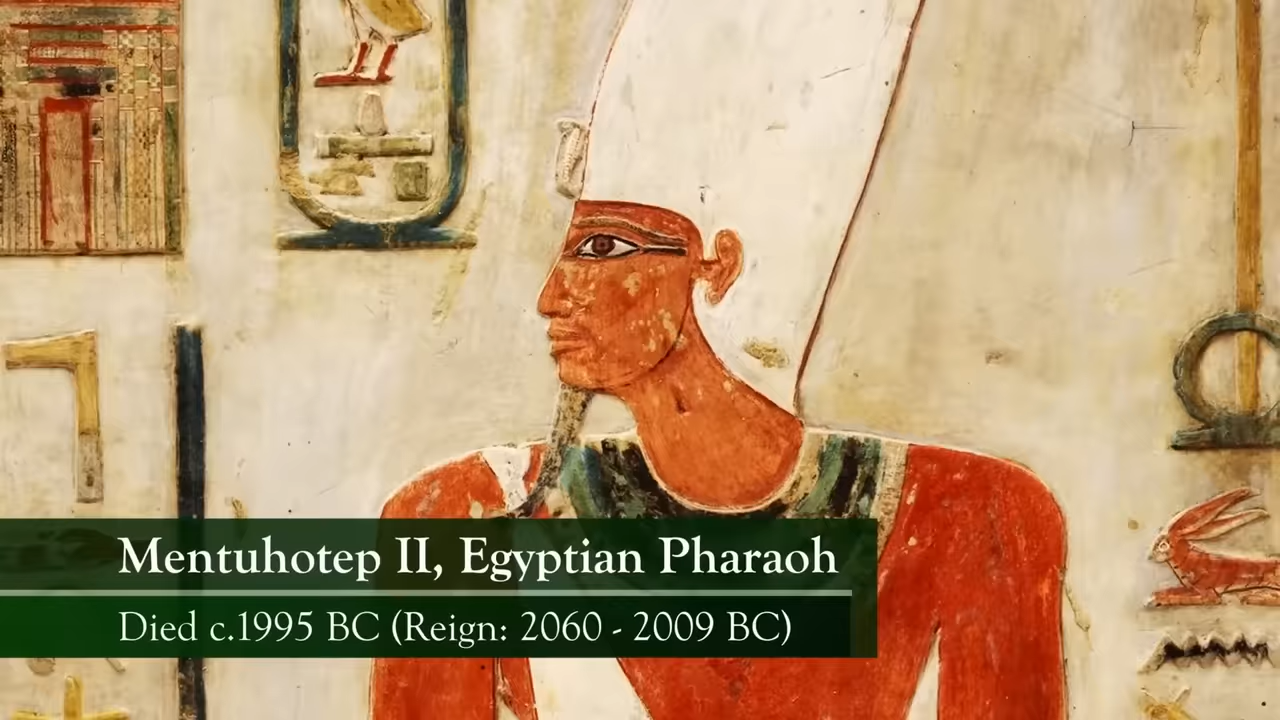 Mentuhotep II, Egyptian Pharaoh
Died c.1995 BC (Reign: 2060 - 2009 BC)